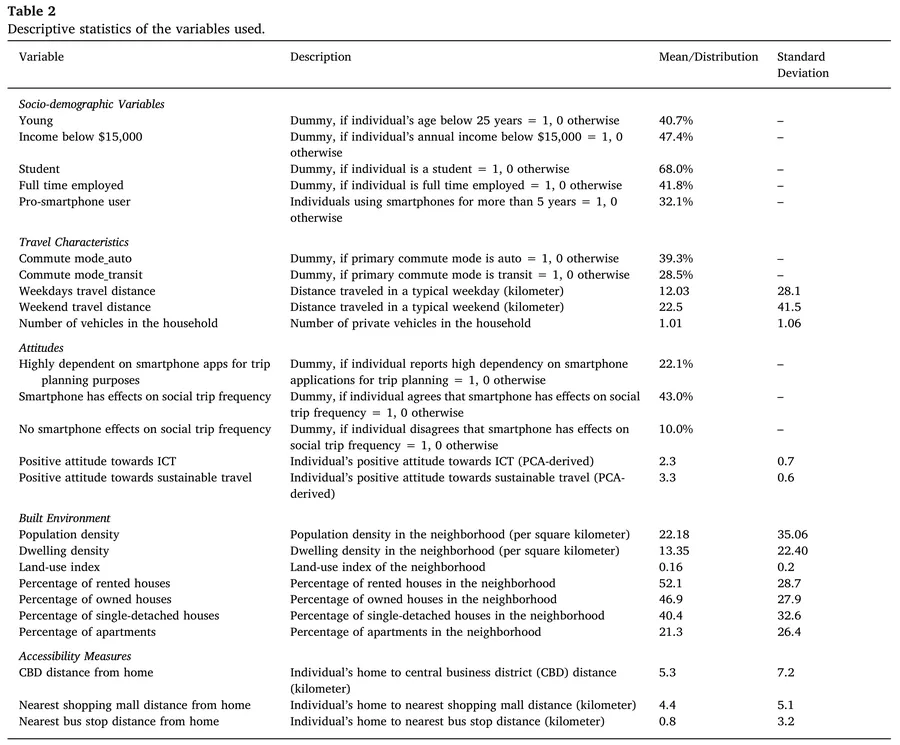 Table 2
Descriptive statistics of the variables used.
Variable Description Mean/Distribution Standard
Deviation
Socio-demographic Variables
Young Dummy, if individual's age below 25 years = 1, 0 otherwise 40.7% –
Income below $15,000 Dummy, if individual's annual income below $15,000 = 1, 0 47.4% –
otherwise
Student Dummy, if individual is a student = 1, 0 otherwise 68.0% –
Full time employed Dummy, if individual is full time employed = 1, 0 otherwise 41.8% –
Pro-smartphone user Individuals using smartphones for more than 5 years = 1, 0 32.1% –
otherwise
Travel Characteristics
Commute mode_auto Dummy, if primary commute mode is auto = 1, 0 otherwise 39.3% –
Commute mode_transit Dummy, if primary commute mode is transit = 1, 0 otherwise 28.5% –
Weekdays travel distance Distance traveled in a typical weekday (kilometer) 12.03 28.1
Weekend travel distance Distance traveled in a typical weekend (kilometer) 22.5 41.5
Number of vehicles in the household Number of private vehicles in the household 1.01 1.06
Attitudes
Highly dependent on smartphone apps for trip Dummy, if individual reports high dependency on smartphone 22.1% –
planning purposes applications for trip planning = 1, 0 otherwise
Smartphone has effects on social trip frequency Dummy, if individual agrees that smartphone has effects on social 43.0% –
trip frequency = 1, 0 otherwise
No smartphone effects on social trip frequency Dummy, if individual disagrees that smartphone has effects on 10.0% –
social trip frequency = 1, 0 otherwise
Positive attitude towards ICT Individual's positive attitude towards ICT (PCA-derived) 2.3 0.7
Positive attitude towards sustainable travel Individual's positive attitude towards sustainable travel (PCA- 3.3 0.6
derived)
Built Environment
Population density Population density in the neighborhood (per square kilometer) 22.18 35.06
Dwelling density Dwelling density in the neighborhood (per square kilometer) 13.35 22.40
Land-use index Land-use index of the neighborhood 0.16 0.2
Percentage of rented houses Percentage of rented houses in the neighborhood 52.1 28.7
Percentage of owned houses Percentage of owned houses in the neighborhood 46.9 27.9
Percentage of single-detached houses Percentage of single-detached houses in the neighborhood 40.4 32.6
Percentage of apartments Percentage of apartments in the neighborhood 21.3 26.4
Accessibility Measures
CBD distance from home Individual's home to central business district (CBD) distance 5.3 7.2
(kilometer)
Nearest shopping mall distance from home Individual's home to nearest shopping mall distance (kilometer) 4.4 5.1
Nearest bus stop distance from home Individual's home to nearest bus stop distance (kilometer) 0.8 3.2